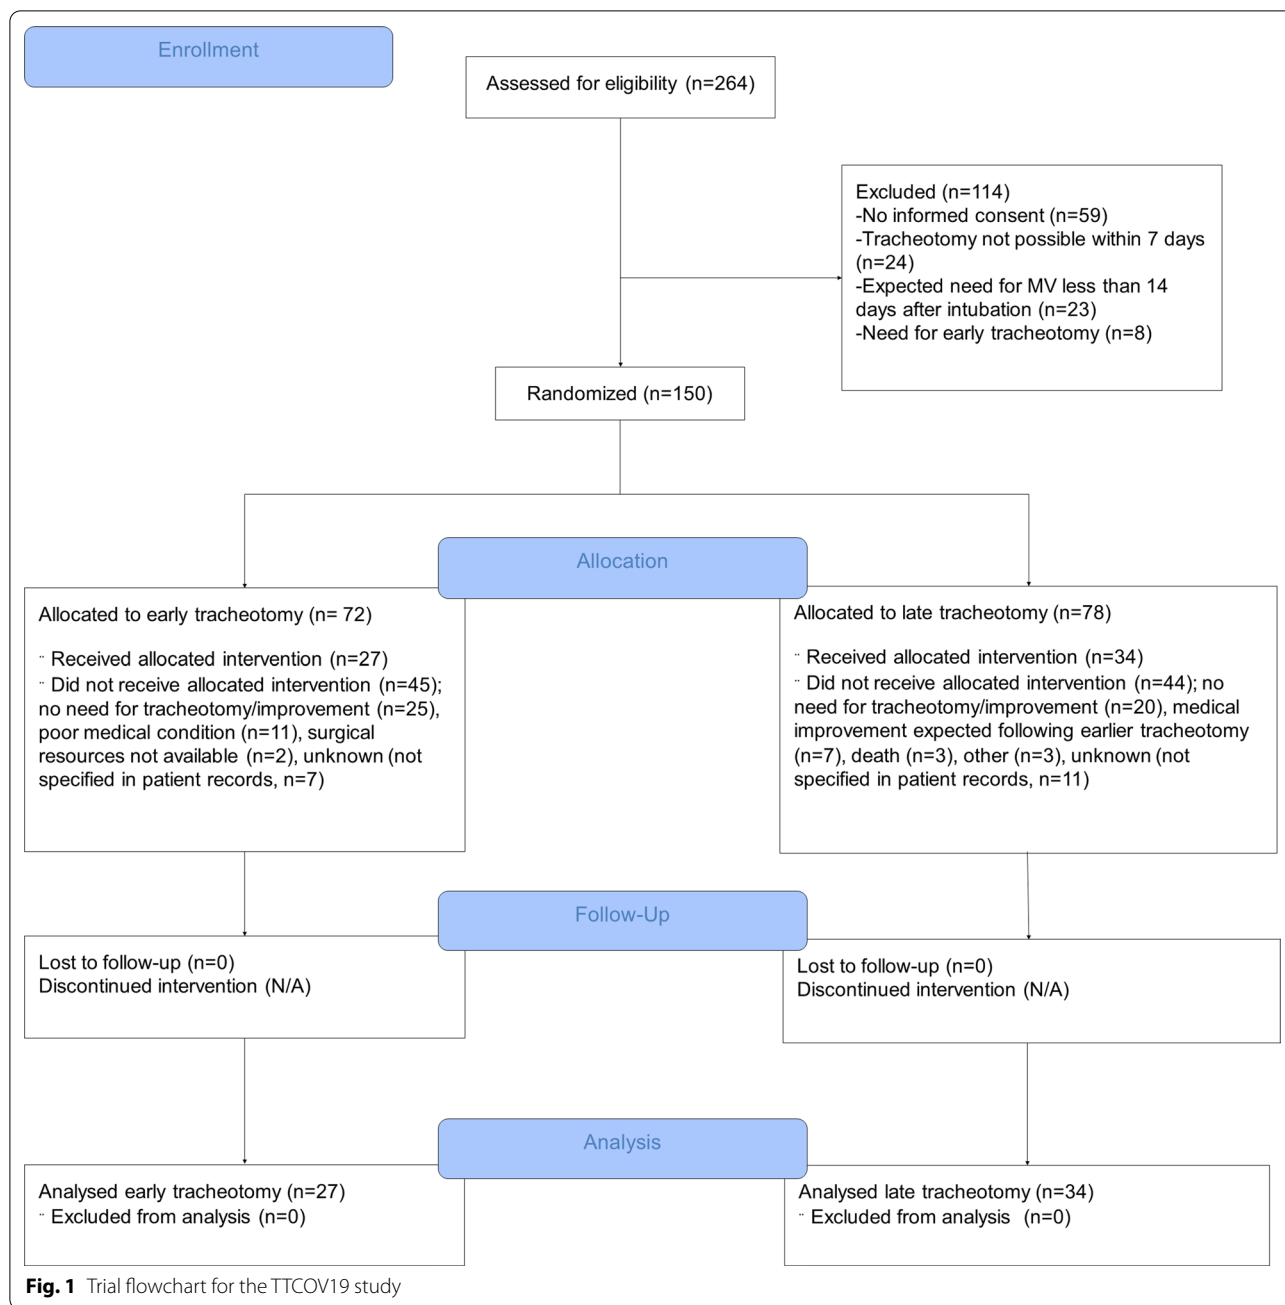 Enrollment
Assessed for eligibility (n=264)
Excluded (n=114)
-No informed consent (n=59)
-Tracheotomy not possible within 7 days
(n=24)
-Expected need for MV less than 14
days after intubation (n=23)
-Need for early tracheotomy (n=8)
Randomized (n=150)
Allocation
Allocated to early tracheotomy (n= 72)
¨ Received allocated intervention (n=27)
¨ Did not receive allocated intervention (n=45);
no need for tracheotomy/improvement (n=25),
poor medical condition (n=11), surgical
resources not available (n=2), unknown (not
specified in patient records, n=7)
Allocated to late tracheotomy (n=78)
¨ Received allocated intervention (n=34)
¨ Did not receive allocated intervention (n=44); no
need for tracheotomy/improvement (n=20), medical
improvement expected following earlier tracheotomy
(n=7), death (n=3), other (n=3), unknown (not
specified in patient records, n=11)
Follow-Up
Lost to follow-up (n=0)
Discontinued intervention (N/A)
Lost to follow-up (n=0)
Discontinued intervention (N/A)
Analysis
Analysed early tracheotomy (n=27)
¨ Excluded from analysis (n=0)
Analysed late tracheotomy (n=34)
¨ Excluded from analysis (n=0)
Fig. 1 Trial flowchart for the TTCOV19 study